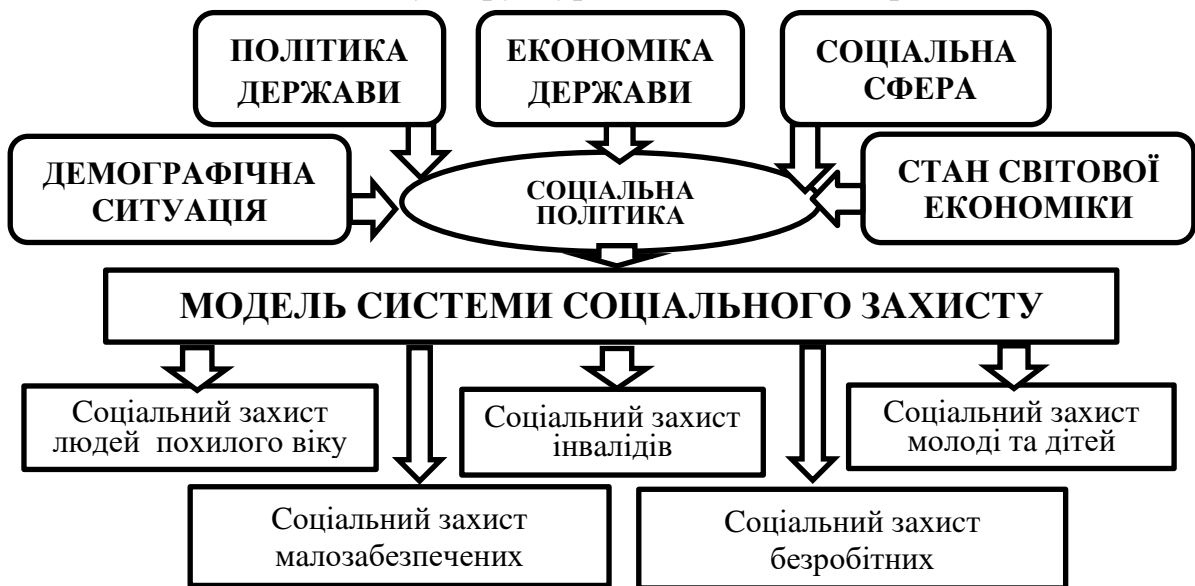 ПОЛІТИКА
ДЕРЖАВИ
ЕКОНОМІКА
ДЕРЖАВИ
СОЦІАЛЬНА
СФЕРА
ДЕМОГРАФІЧНА
СИТУАЦІЯ
СОЦІАЛЬНА
ПОЛІТИКА
СТАН СВІТОВОЇ
ЕКОНОМІКИ
МОДЕЛЬ СИСТЕМИ СОЦІАЛЬНОГО ЗАХИСТУ
Соціальний захист
людей похилого віку
Соціальний захист
інвалідів
Соціальний захист
молоді та дітей
Соціальний захист
малозабезпечених
Соціальний захист
безробітних